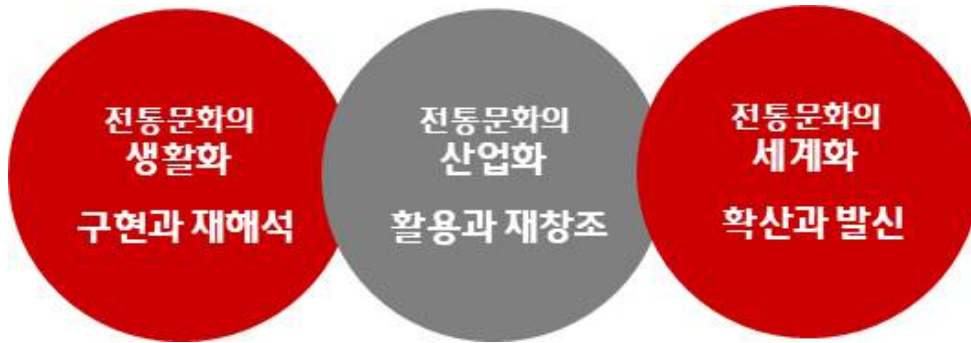 전통문화의
생활화
구현과 재해석
전통문화의
산업화
활용과 재창조
전통문화의
세계화
확산과 발신